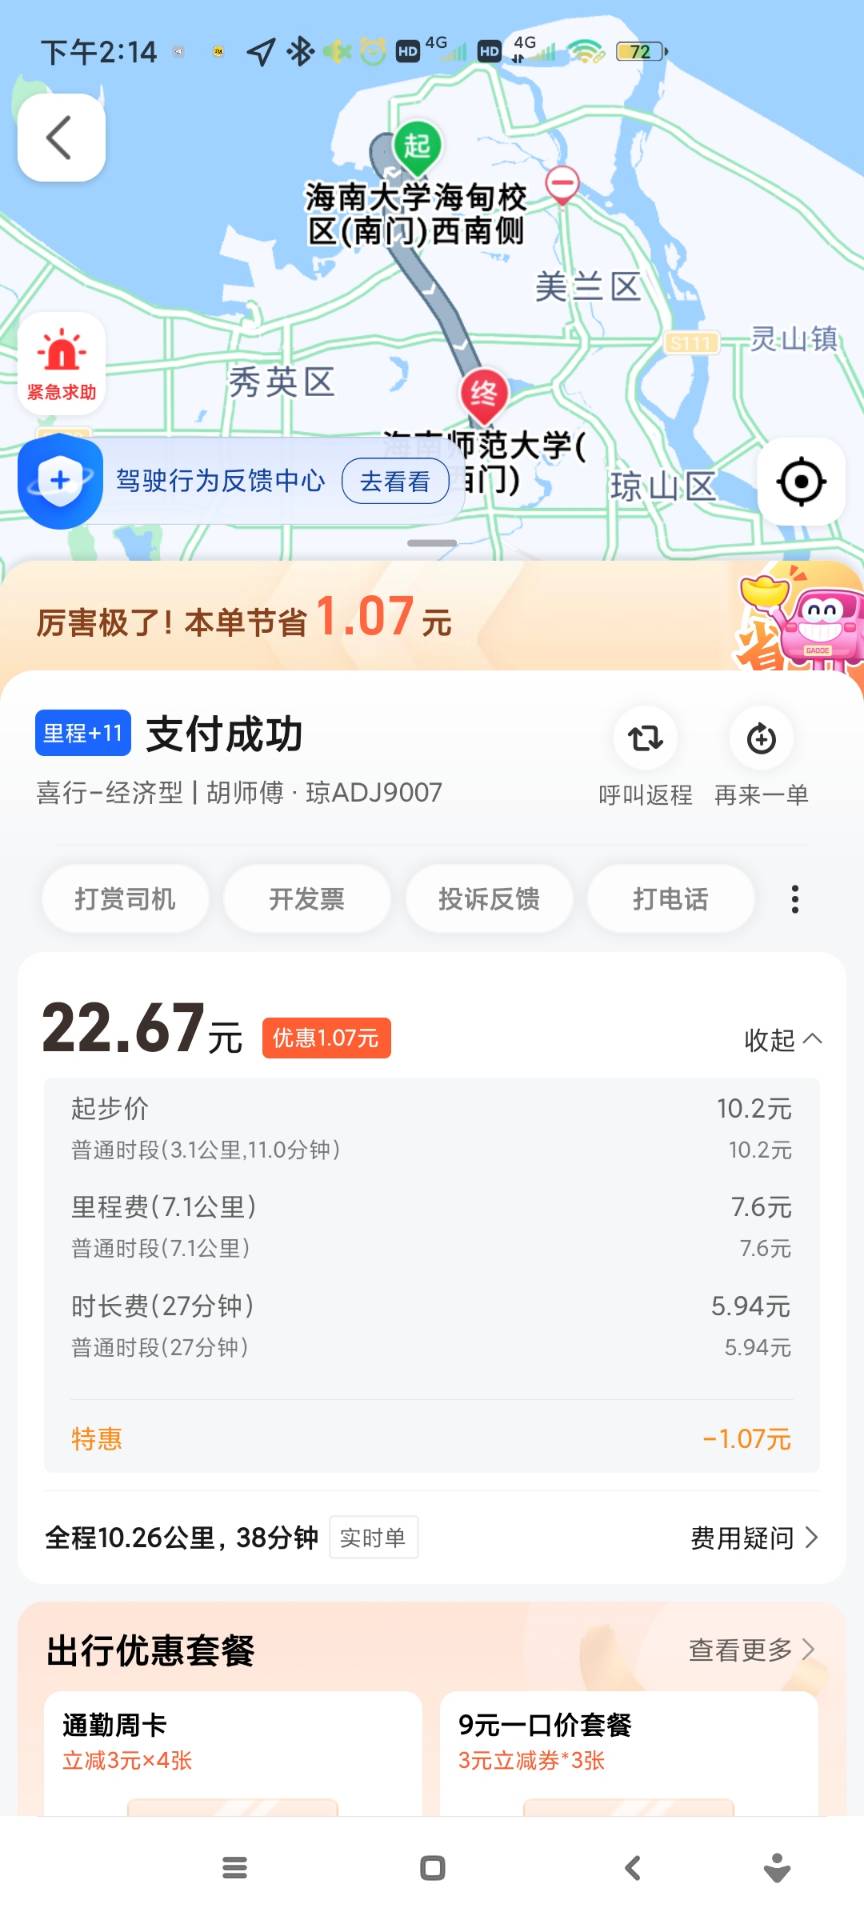 下午2:14
HD 4G HD 4G 72
起
海南大学海甸校
区(南门)西南侧
美兰区
S111
灵山镇
紧急求助
秀英区
终
海南师范大学(
西门)
驾驶行为反馈中心 去看看
琼山区
厉害极了! 本单节省1.07元
省
GAODE
里程+11 支付成功
喜行-经济型 | 胡师傅 · 琼ADJ9007
呼叫返程 再来一单
打赏司机 开发票 投诉反馈 打电话
22.67元 优惠1.07元 收起
起步价 10.2元
普通时段(3.1公里,11.0分钟) 10.2元
里程费(7.1公里) 7.6元
普通时段(7.1公里) 7.6元
时长费(27分钟) 5.94元
普通时段(27分钟) 5.94元
特惠 -1.07元
全程10.26公里, 38分钟 实时单 费用疑问
出行优惠套餐 查看更多
通勤周卡 9元一口价套餐
立减3元×4张 3元立减券*3张